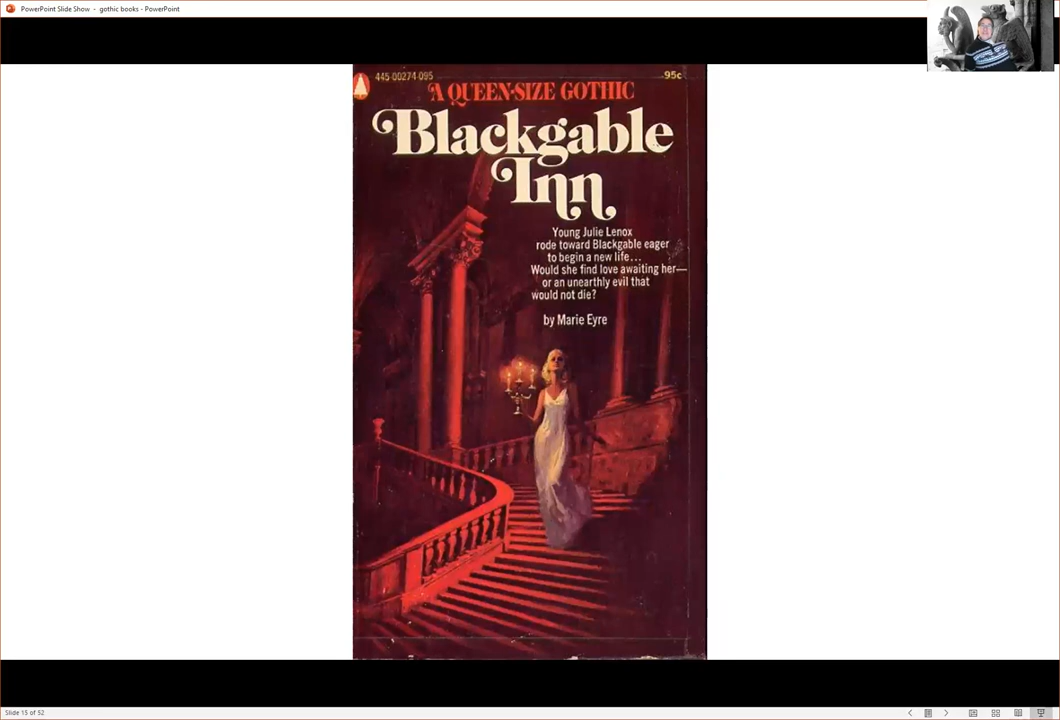 PowerPoint Slide Show - gothic books - PowerPoint
445-00274-095
95c
A QUEEN-SIZE GOTHIC
Blackgable
Inn
Young Julie Lenox
rode toward Blackgable eager
to begin a new life...
Would she find love awaiting her—
or an unearthly evil that
would not die?
by Marie Eyre
Slide 15 of 52